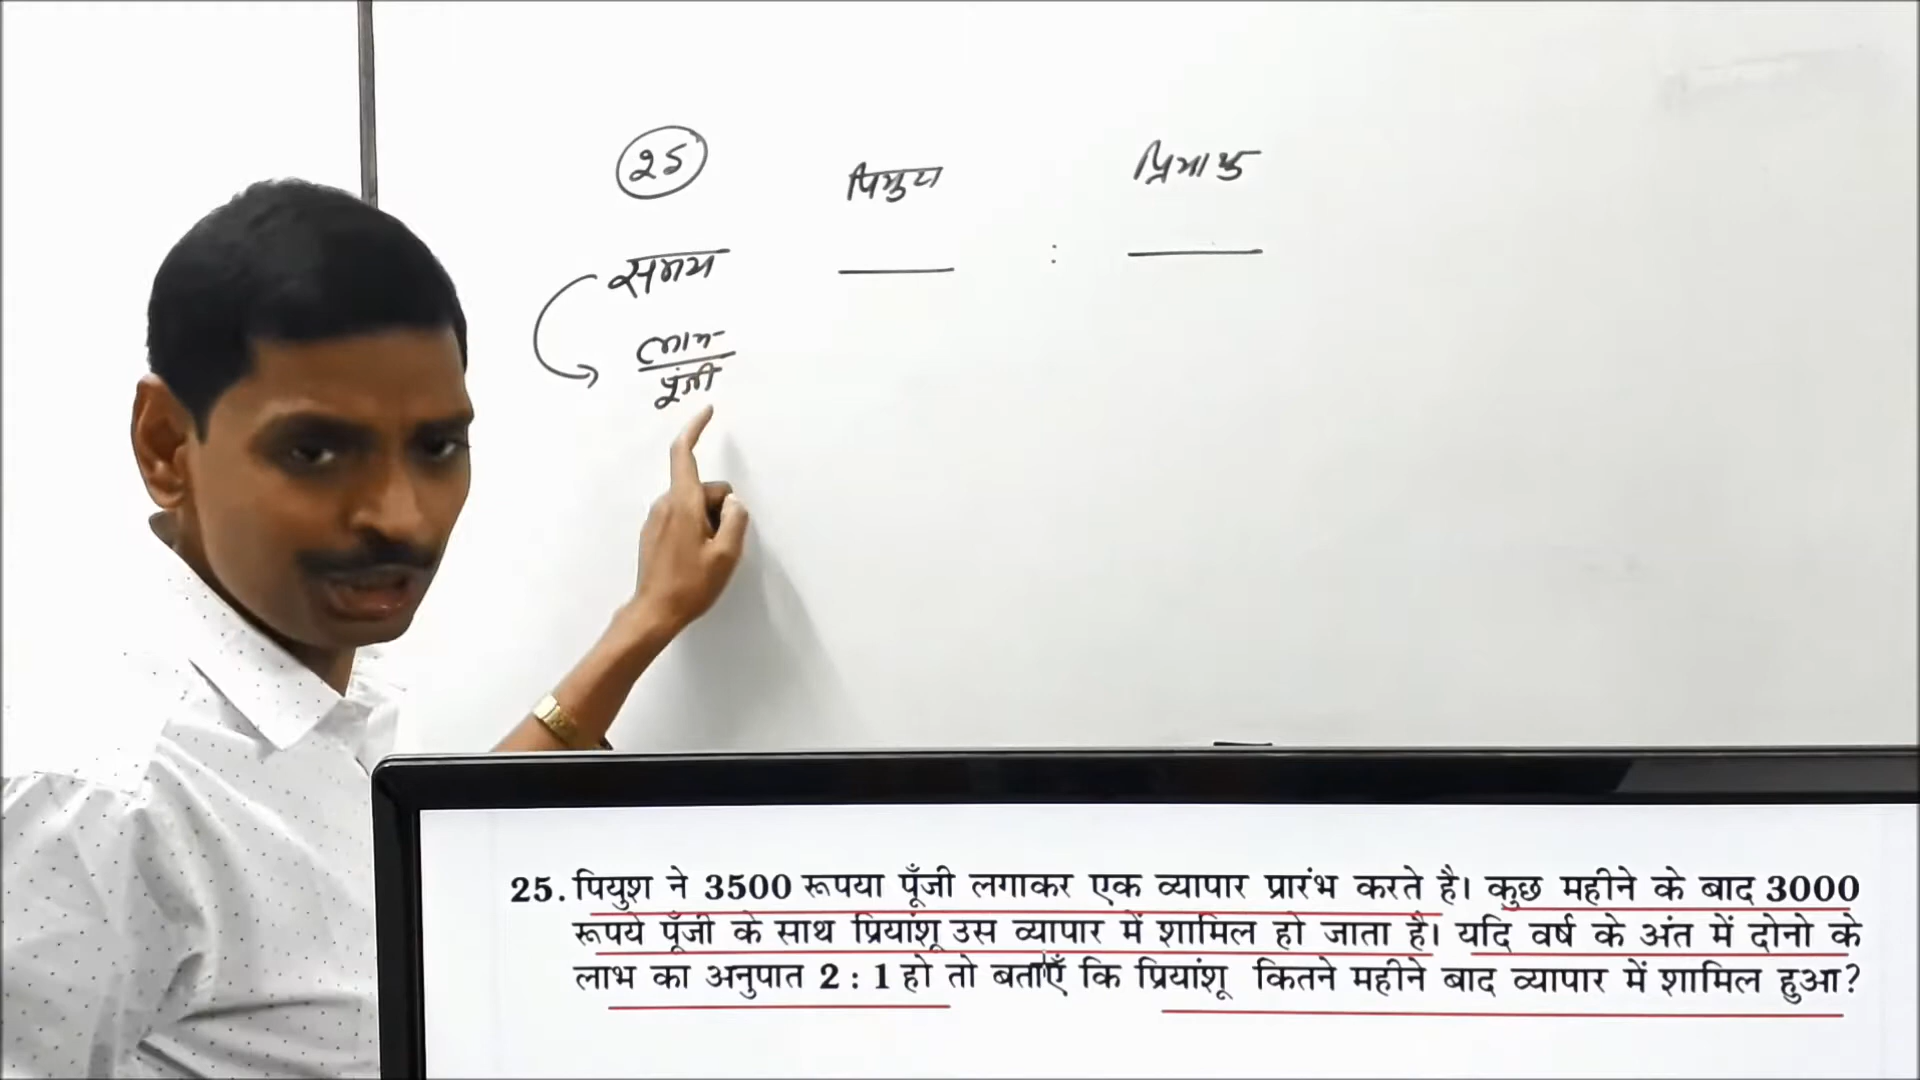 २५ पियुष : प्रियांशु
समय
लाभ
पूंजी
25. पियुश ने 3500 रूपया पूँजी लगाकर एक व्यापार प्रारंभ करते है। कुछ महीने के बाद 3000
रूपये पूँजी के साथ प्रियांशू उस व्यापार में शामिल हो जाता है। यदि वर्ष के अंत में दोनो के
लाभ का अनुपात 2 : 1 हो तो बताएँ कि प्रियांशू कितने महीने बाद व्यापार में शामिल हुआ?